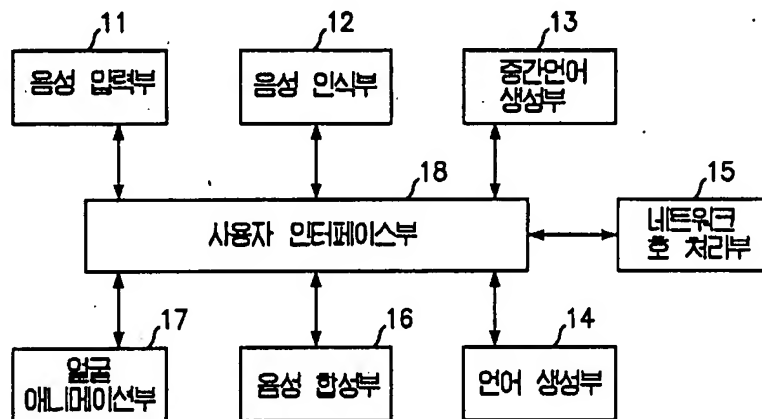 11
12
13
음성 입력부
음성 인식부
중간언어
생성부
18
15
사용자 인터페이스부
네트워크
호 처리부
17
16
14
얼굴
애니메이션부
음성 합성부
언어 생성부